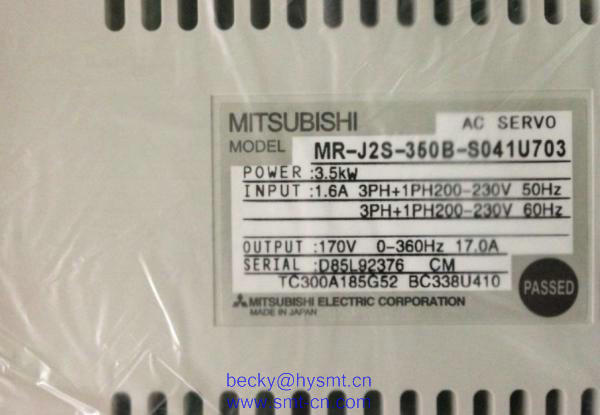 MITSUBISHI AC SERVO
MODEL MR-J2S-350B-S041U703
POWER :3.5kW
INPUT :1.6A 3PH+1PH200-230V 50Hz
3PH+1PH200-230V 60Hz
OUTPUT :170V 0-360Hz 17.0A
SERIAL :D85L92376 CM
TC300A185G52 BC338U410
PASSED
MITSUBISHI ELECTRIC CORPORATION
MADE IN JAPAN
becky@hysmt.cn
www.smt-cn.com